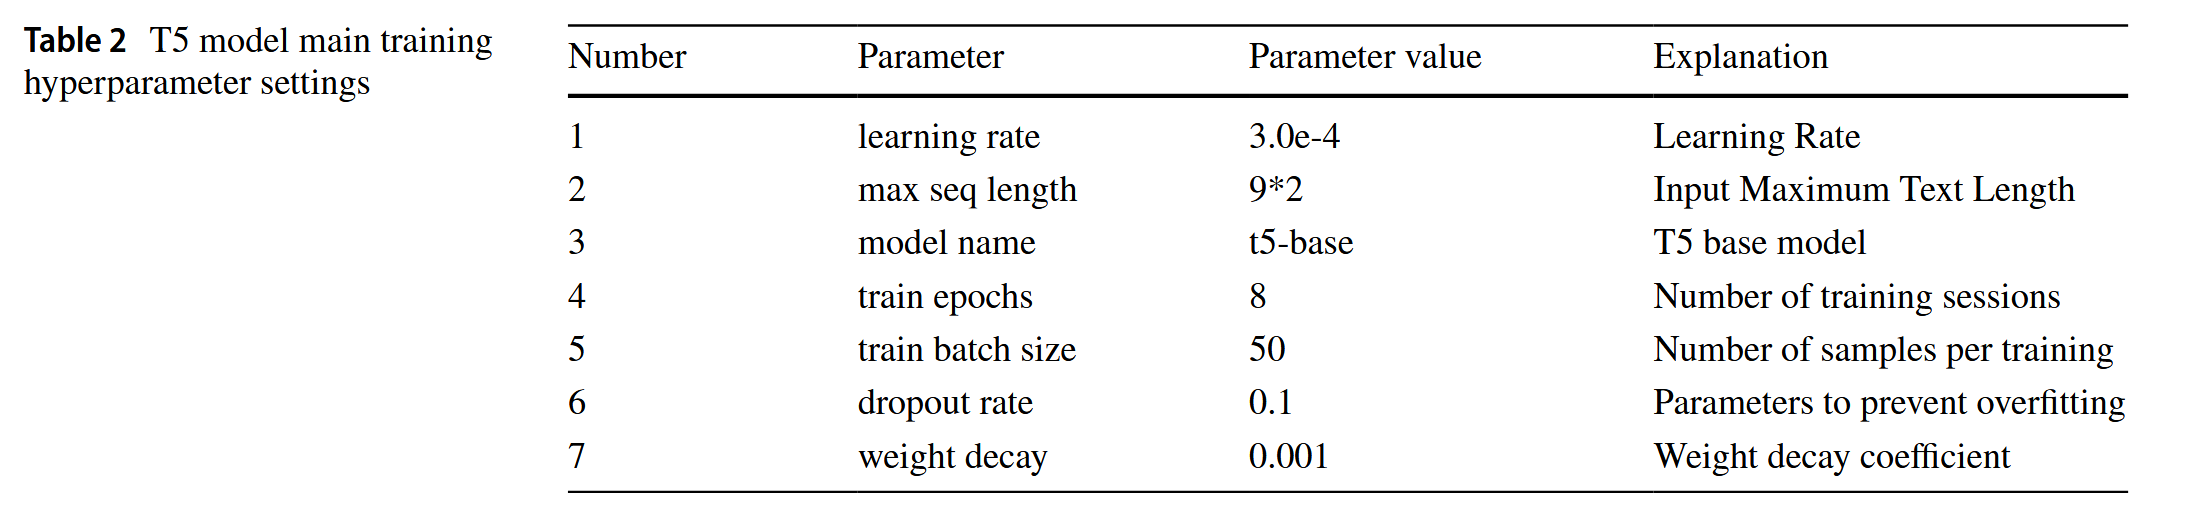 Table 2 T5 model main training
hyperparameter settings
Number Parameter Parameter value Explanation
1 learning rate 3.0e-4 Learning Rate
2 max seq length 9*2 Input Maximum Text Length
3 model name t5-base T5 base model
4 train epochs 8 Number of training sessions
5 train batch size 50 Number of samples per training
6 dropout rate 0.1 Parameters to prevent overfitting
7 weight decay 0.001 Weight decay coefficient